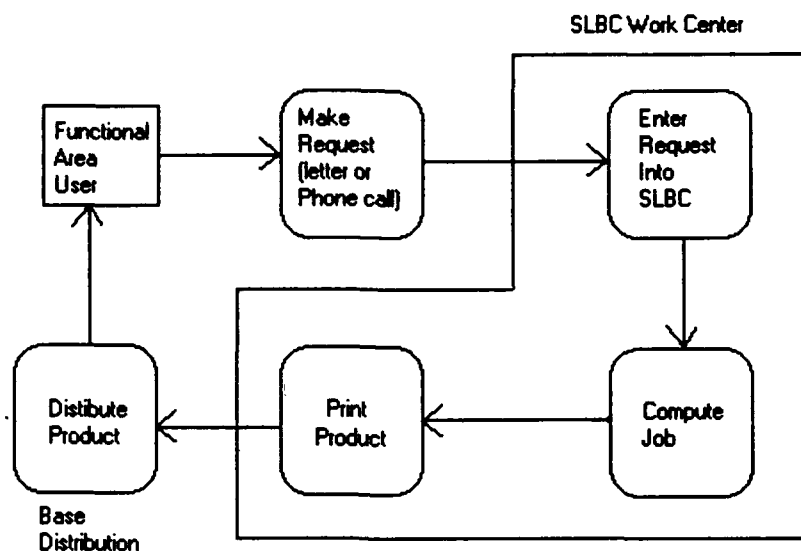 SLBC Work Center
Functional
Area
User
Make
Request
(letter or
Phone call)
Enter
Request
Into
SLBC
Distibute
Product
Print
Product
Compute
Job
Base
Distribution